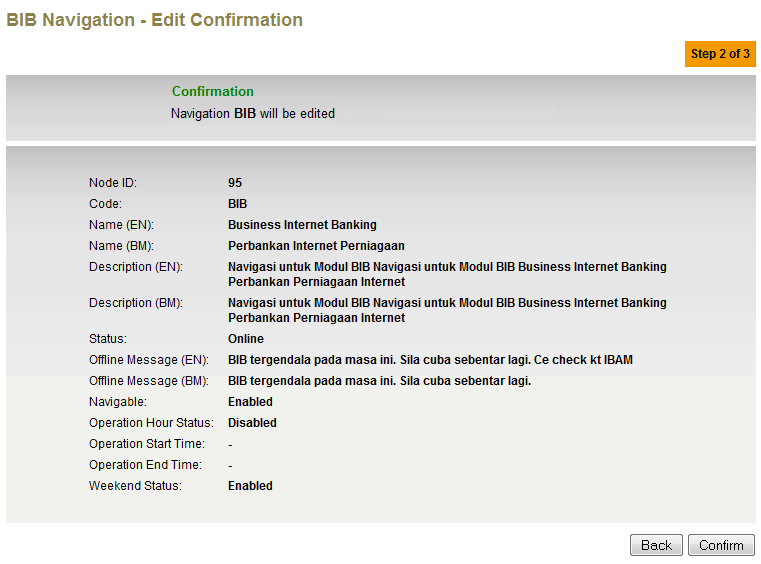 BIB Navigation - Edit Confirmation
Step 2 of 3
Confirmation
Navigation BIB will be edited
Node ID: 95
Code: BIB
Name (EN): Business Internet Banking
Name (BM): Perbankan Internet Perniagaan
Description (EN): Navigasi untuk Modul BIB Navigasi untuk Modul BIB Business Internet Banking
Perbankan Perniagaan Internet
Description (BM): Navigasi untuk Modul BIB Navigasi untuk Modul BIB Business Internet Banking
Perbankan Perniagaan Internet
Status: Online
Offline Message (EN): BIB tergendala pada masa ini. Sila cuba sebentar lagi. Ce check kt IBAM
Offline Message (BM): BIB tergendala pada masa ini. Sila cuba sebentar lagi.
Navigable: Enabled
Operation Hour Status: Disabled
Operation Start Time: -
Operation End Time: -
Weekend Status: Enabled
Back Confirm